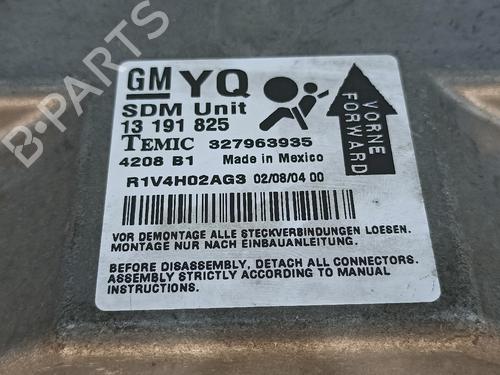 B-PARTS
GM YQ
SDM Unit
13 191 825
TEMIC 327963935
4208 B1 Made in Mexico
R1V4H02AG3 02/08/04 00
VORNE
FORWARD
VOR DEMONTAGE ALLE STECKVERBINDUNGEN LOESEN.
MONTAGE NUR NACH EINBAUANLEITUNG.
BEFORE DISASSEMBLY, DETACH ALL CONNECTORS.
ASSEMBLY STRICTLY ACCORDING TO MANUAL
INSTRUCTIONS.